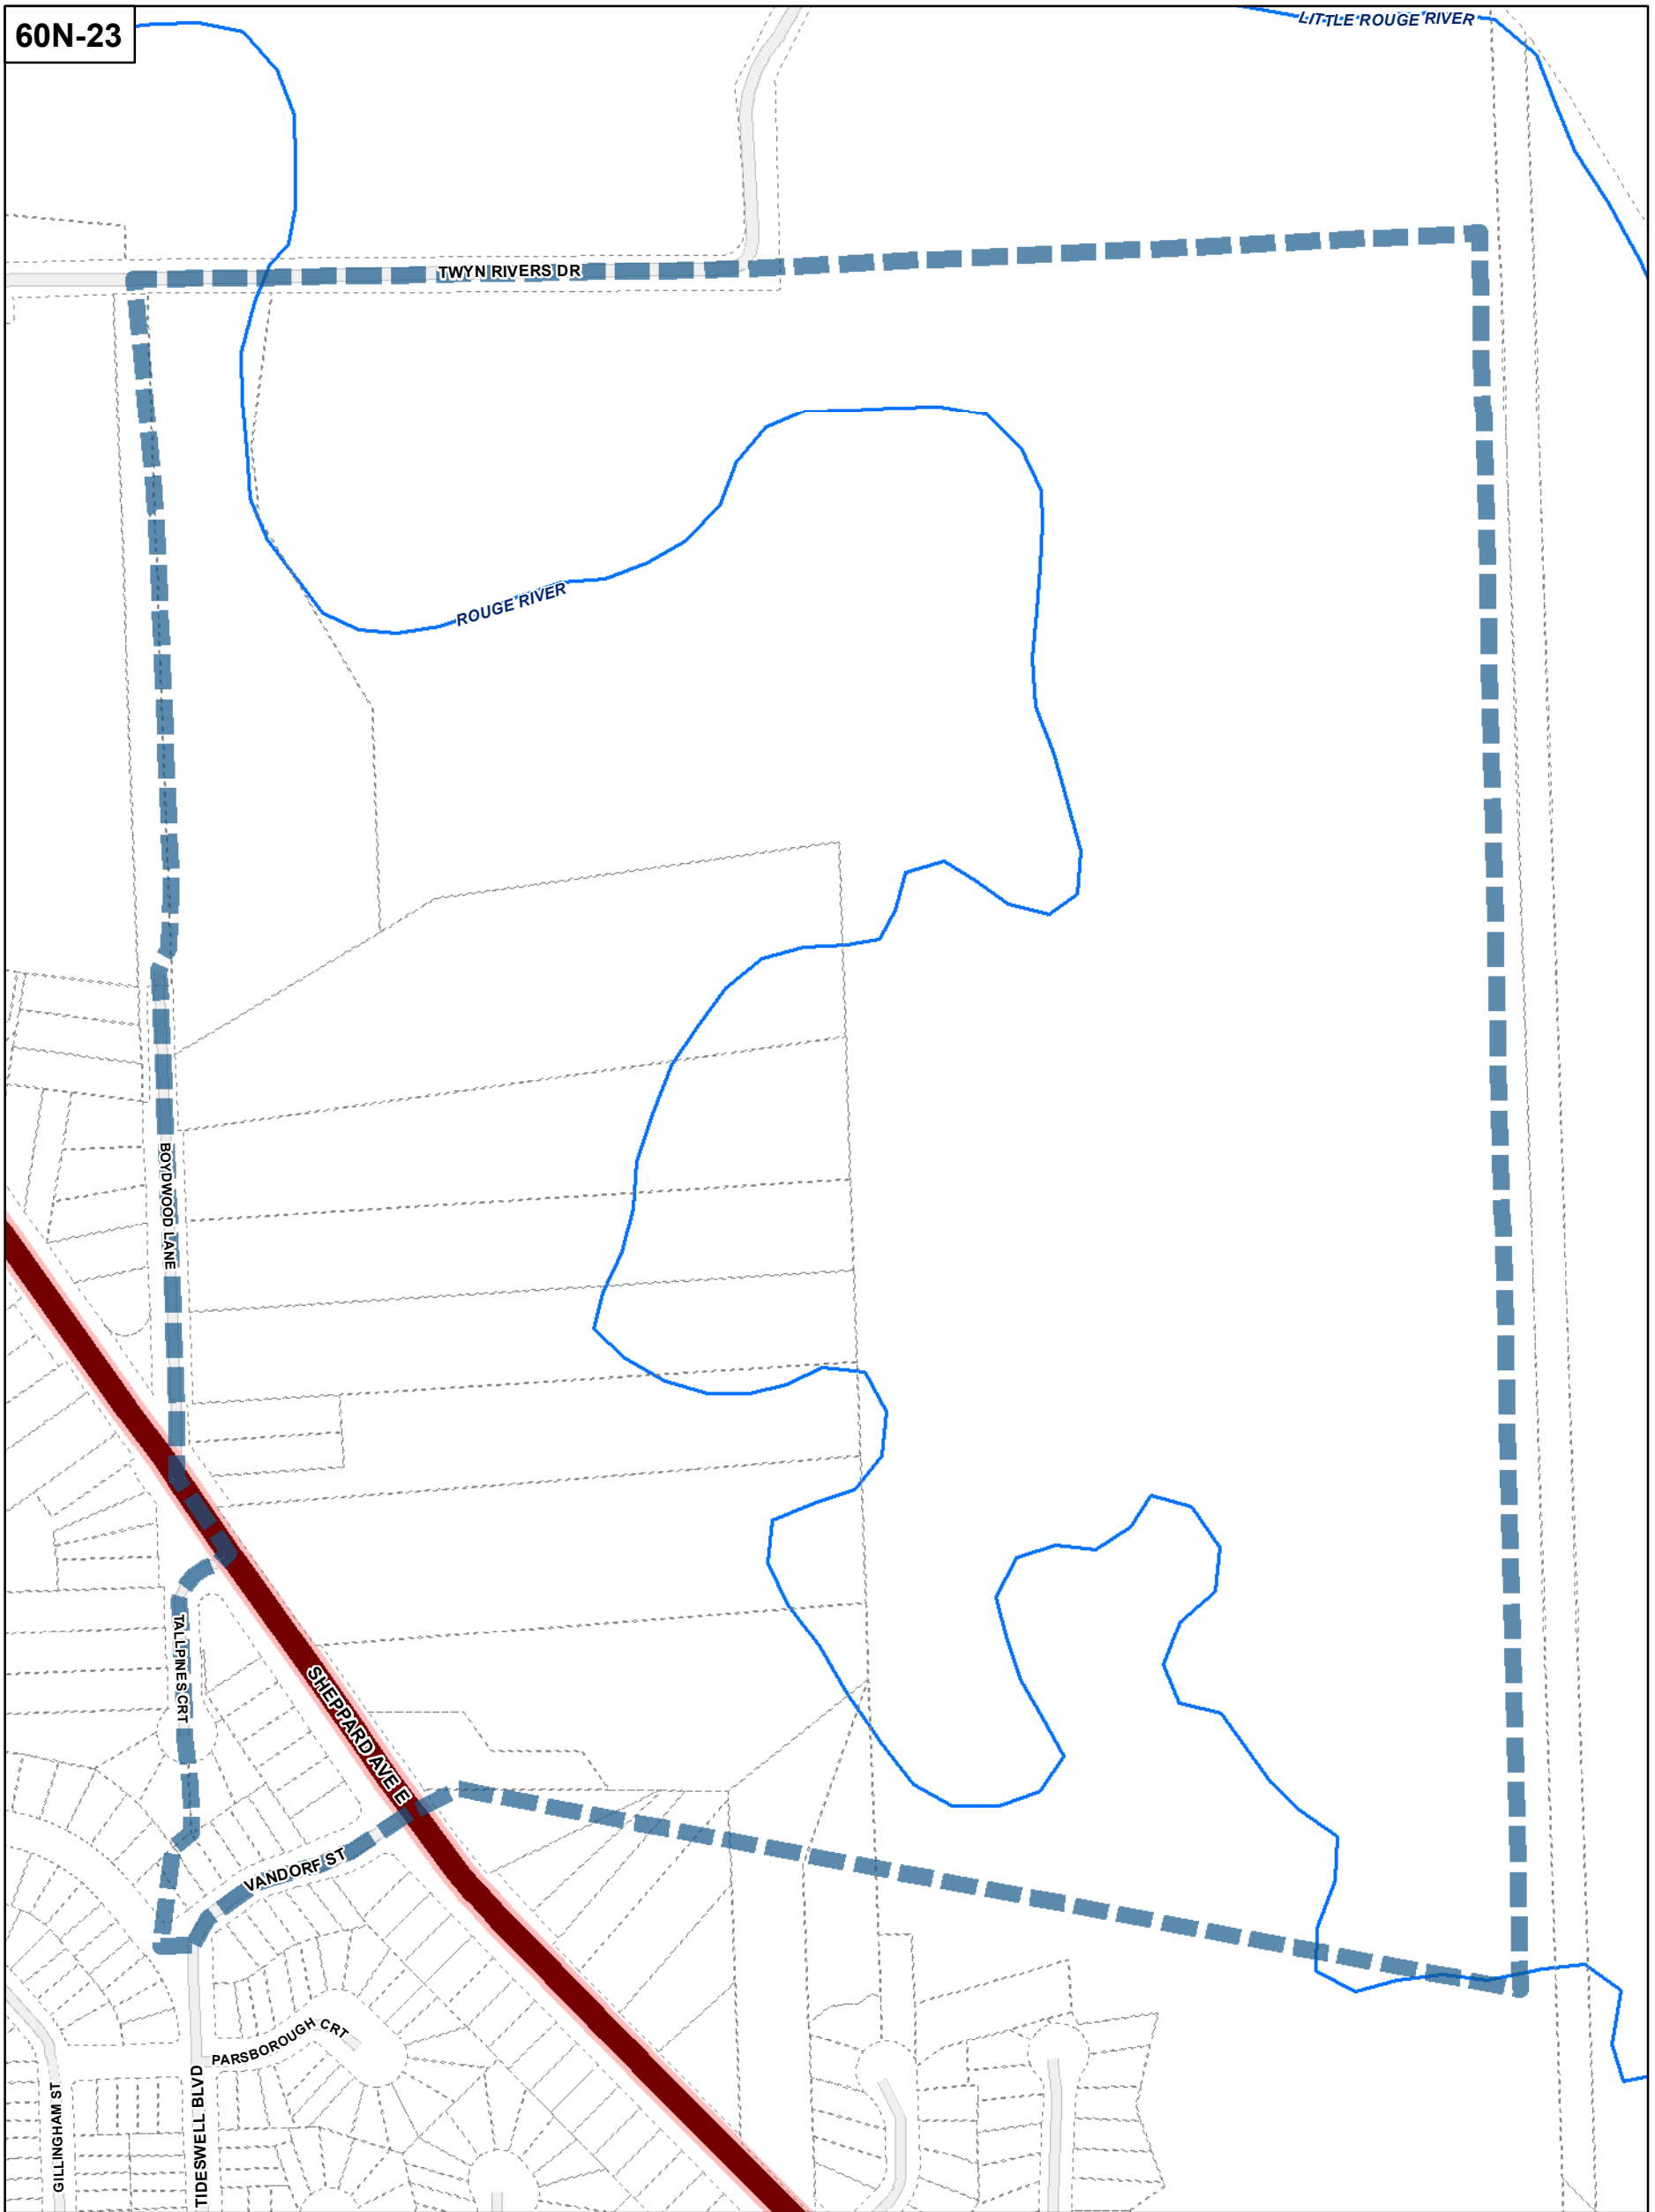 60N-23
LITTLE ROUGE RIVER
TWYN RIVERS DR
ROUGE RIVER
BOYDWOOD LANE
TALLPINES CRT
SHEPPARD AVE E
VANDORF ST
PARSBOROUGH CRT
GILLINGHAM ST
TIDESWELL BLVD